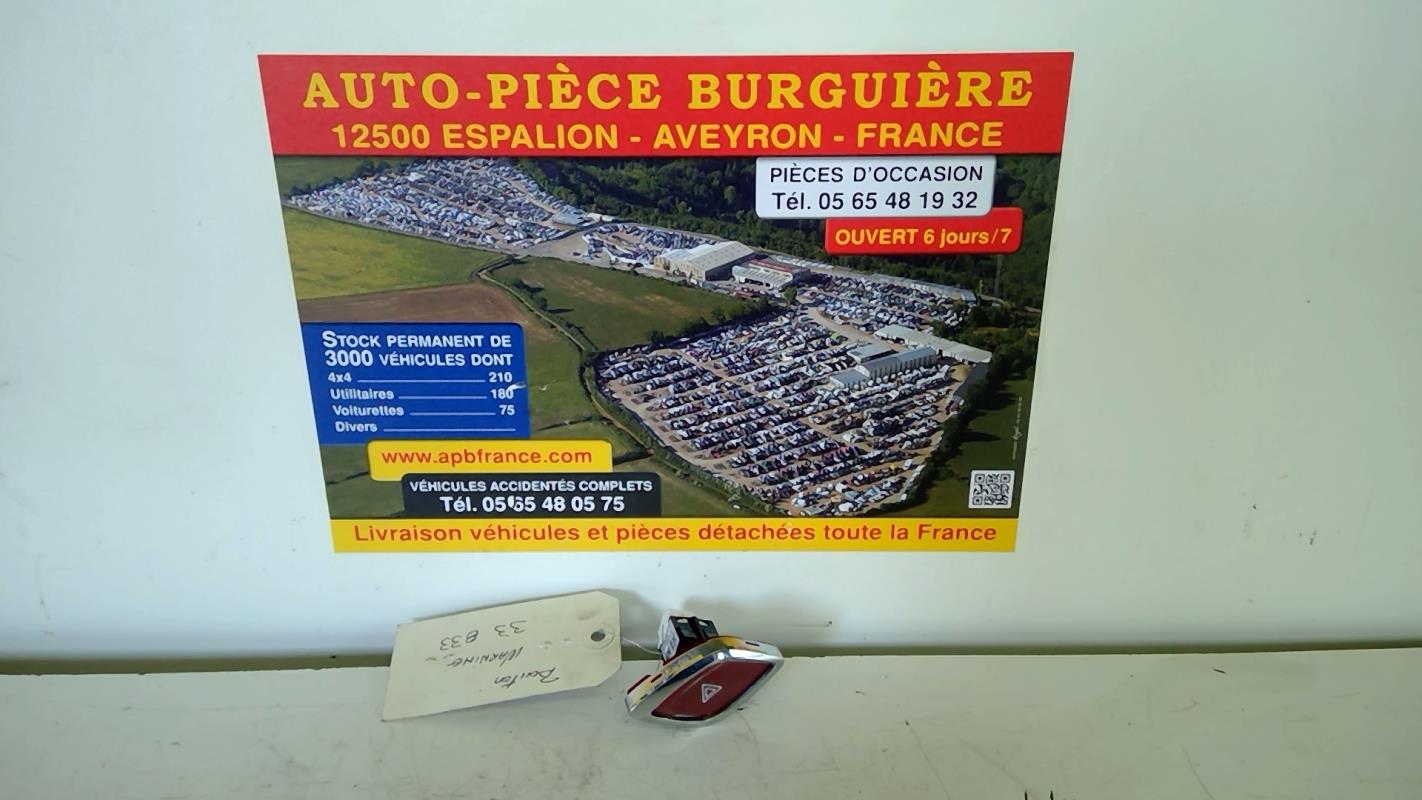 AUTO-PIÈCE BURGUIÈRE
12500 ESPALION - AVEYRON - FRANCE
PIÈCES D'OCCASION
Tél. 05 65 48 19 32
OUVERT 6 jours/7
STOCK PERMANENT DE
3000 VÉHICULES DONT
4x4 210
Utilitaires 180
Voiturettes 75
Divers
www.apbfrance.com
VÉHICULES ACCIDENTÉS COMPLETS
Tél. 05 65 48 05 75
Livraison véhicules et pièces détachées toute la France
Bouton
WARNING
33 833